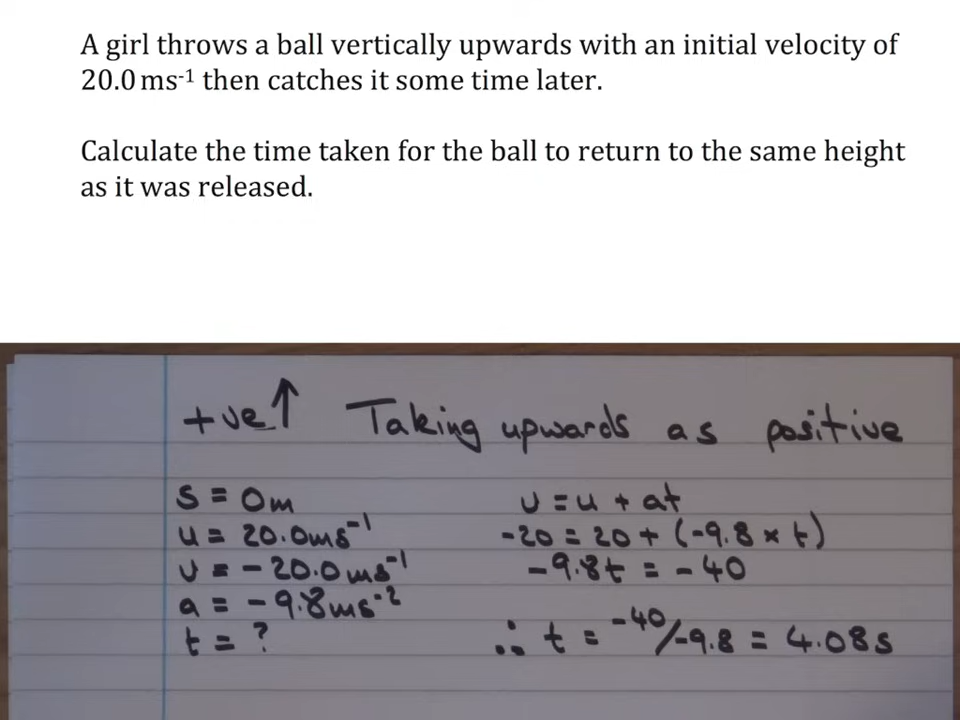 A girl throws a ball vertically upwards with an initial velocity of
20.0 ms⁻¹ then catches it some time later.
Calculate the time taken for the ball to return to the same height
as it was released.
+ve↑ Taking upwards as positive
s = 0m
u = 20.0ms⁻¹
v = -20.0ms⁻¹
a = -9.8ms⁻²
t = ?
v = u + at
-20 = 20 + (-9.8 × t)
-9.8t = -40
∴ t = -40/-9.8 = 4.08s